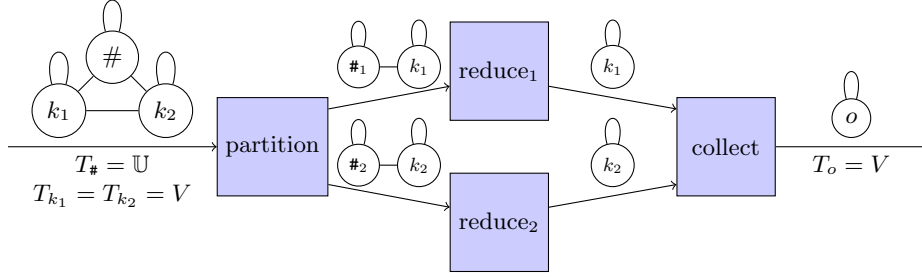 #
k₁ k₂
T# = 𝕌
Tₖ₁ = Tₖ₂ = V
partition
#₁ k₁
#₂ k₂
reduce₁
reduce₂
k₁
k₂
collect
o
Tₒ = V